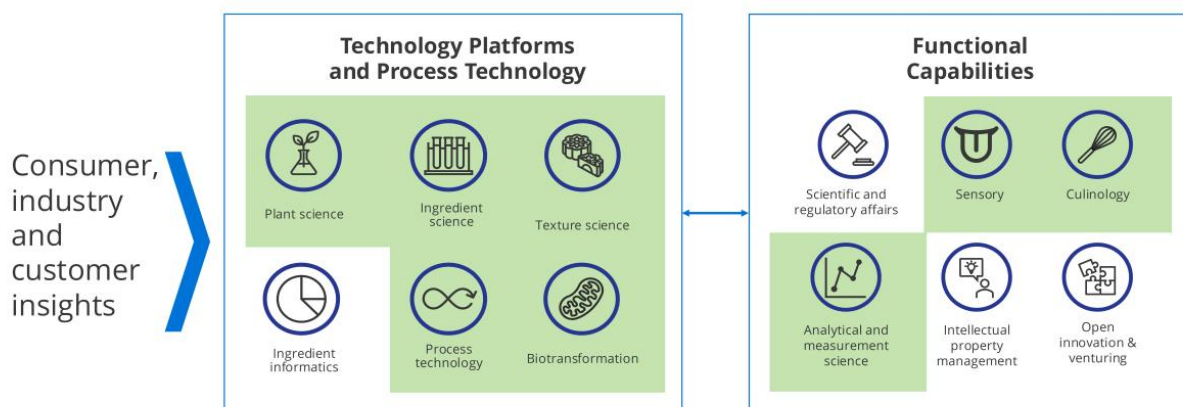 Consumer,
industry
and
customer
insights
Technology Platforms
and Process Technology
Plant science
Ingredient
science
Texture science
Ingredient
informatics
Process
technology
Biotransformation
Functional
Capabilities
Scientific and
regulatory affairs
Sensory
Culinology
Analytical and
measurement
science
Intellectual
property
management
Open
innovation &
venturing